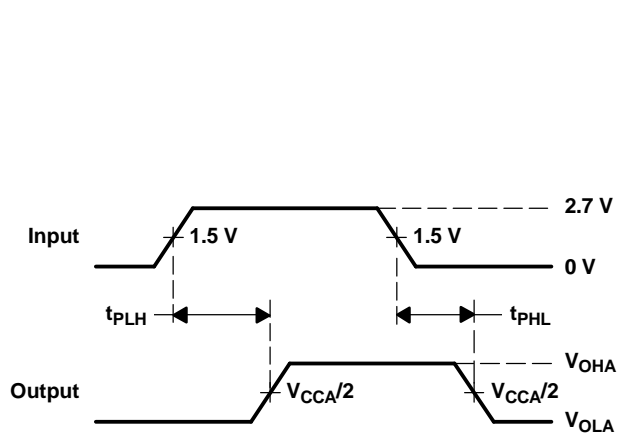 2.7 V
Input 1.5 V 1.5 V
0 V
tPLH tPHL
VOHA
Output VCCA/2 VCCA/2
VOLA